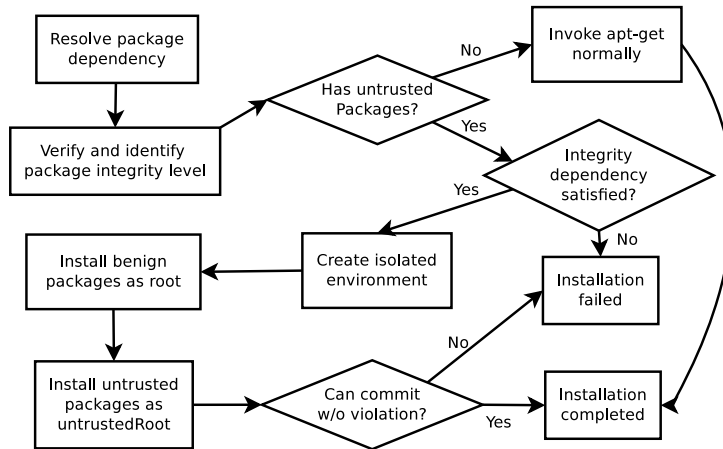 Resolve package
dependency
Verify and identify
package integrity level
Has untrusted
Packages?
No
Invoke apt-get
normally
Yes
Integrity
dependency
satisfied?
Yes
No
Create isolated
environment
Install benign
packages as root
Installation
failed
Install untrusted
packages as
untrustedRoot
Can commit
w/o violation?
No
Yes
Installation
completed